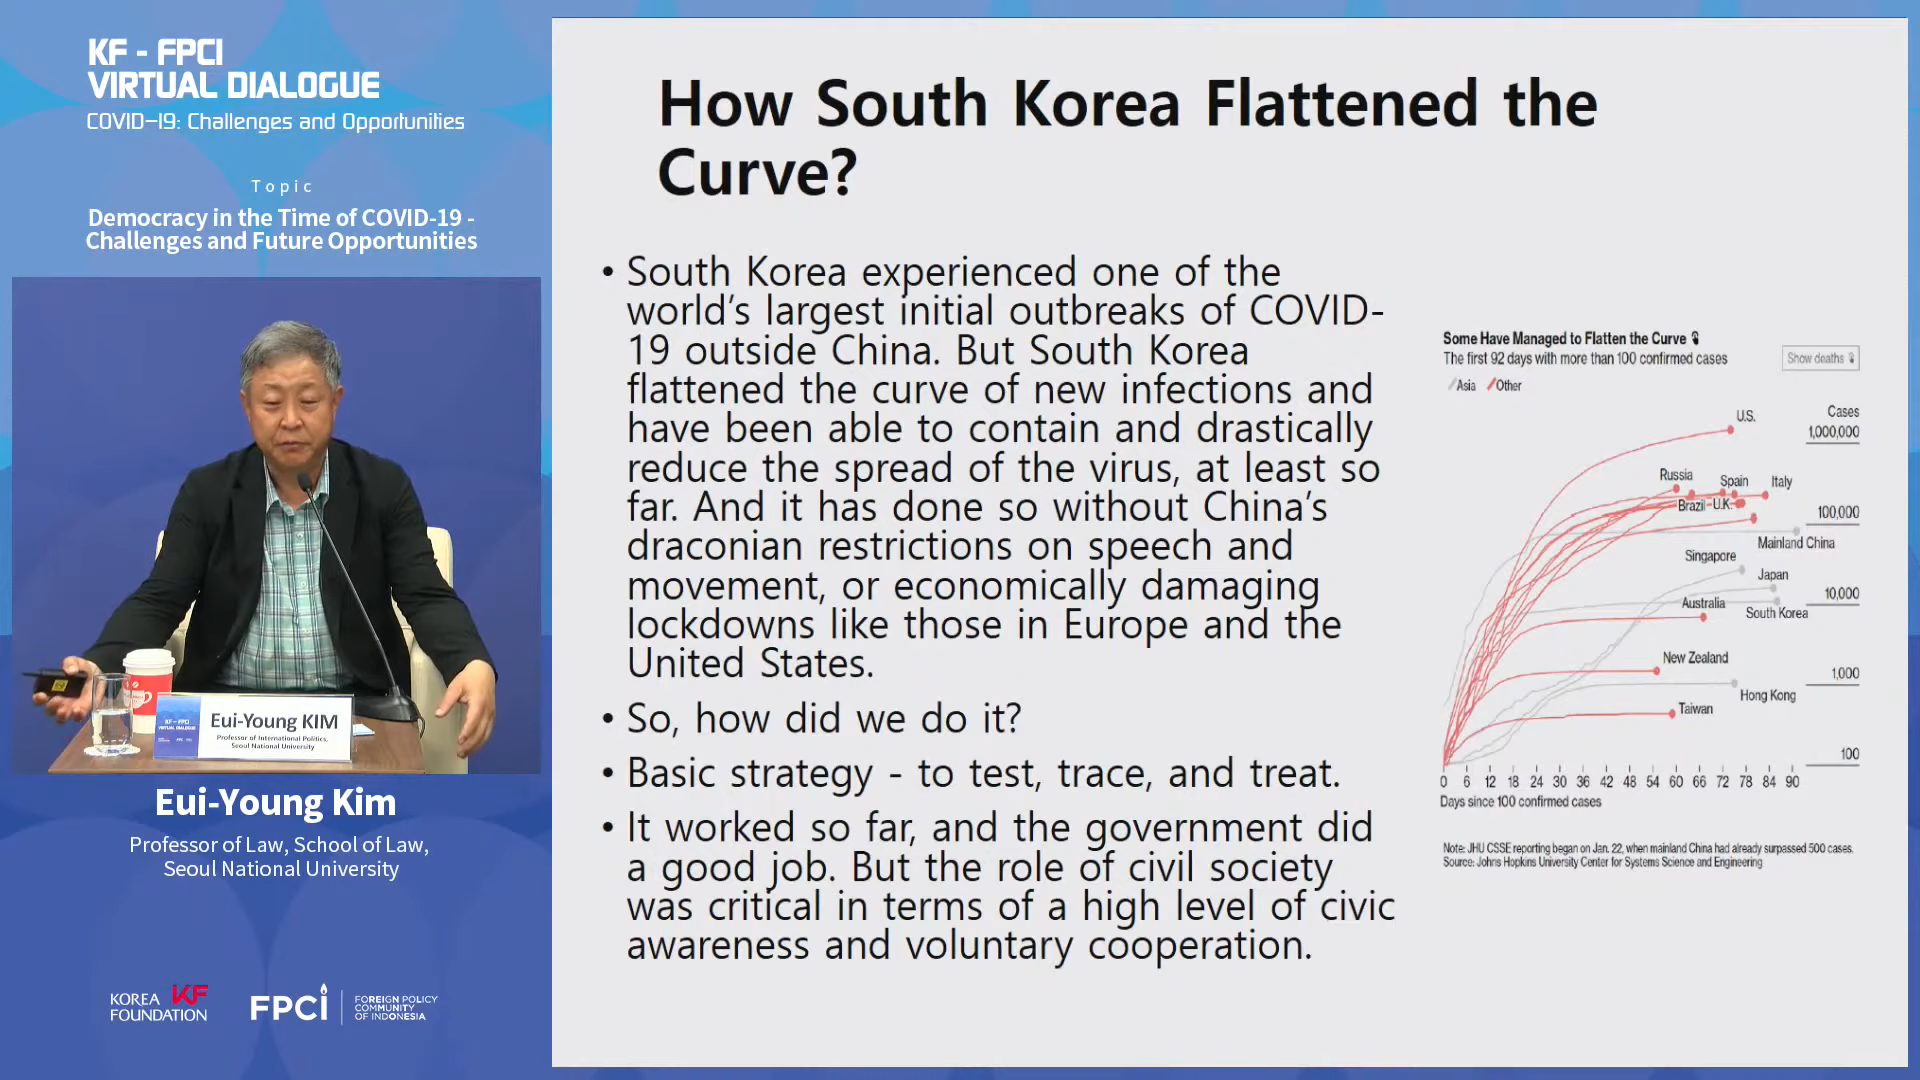 KF - FPCI
VIRTUAL DIALOGUE
COVID-19: Challenges and Opportunities
Topic
Democracy in the Time of COVID-19 -
Challenges and Future Opportunities
KF - FPCI
VIRTUAL DIALOGUE
Eui-Young KIM
Professor of International Politics,
Seoul National University
Eui-Young Kim
Professor of Law, School of Law,
Seoul National University
KOREA KF
FOUNDATION
FPCI
FOREIGN POLICY
COMMUNITY
OF INDONESIA
How South Korea Flattened the
Curve?
• South Korea experienced one of the
world's largest initial outbreaks of COVID-
19 outside China. But South Korea
flattened the curve of new infections and
have been able to contain and drastically
reduce the spread of the virus, at least so
far. And it has done so without China's
draconian restrictions on speech and
movement, or economically damaging
lockdowns like those in Europe and the
United States.
• So, how did we do it?
• Basic strategy - to test, trace, and treat.
• It worked so far, and the government did
a good job. But the role of civil society
was critical in terms of a high level of civic
awareness and voluntary cooperation.
Some Have Managed to Flatten the Curve
The first 92 days with more than 100 confirmed cases
Show deaths
Asia Other
Cases
U.S.
1,000,000
Russia
Spain
Italy
Brazil
U.K.
100,000
Mainland China
Singapore
Japan
10,000
Australia
South Korea
New Zealand
1,000
Hong Kong
Taiwan
100
0 6 12 18 24 30 36 42 48 54 60 66 72 78 84 90
Days since 100 confirmed cases
Note: JHU CSSE reporting began on Jan. 22, when mainland China had already surpassed 500 cases.
Source: Johns Hopkins University Center for Systems Science and Engineering